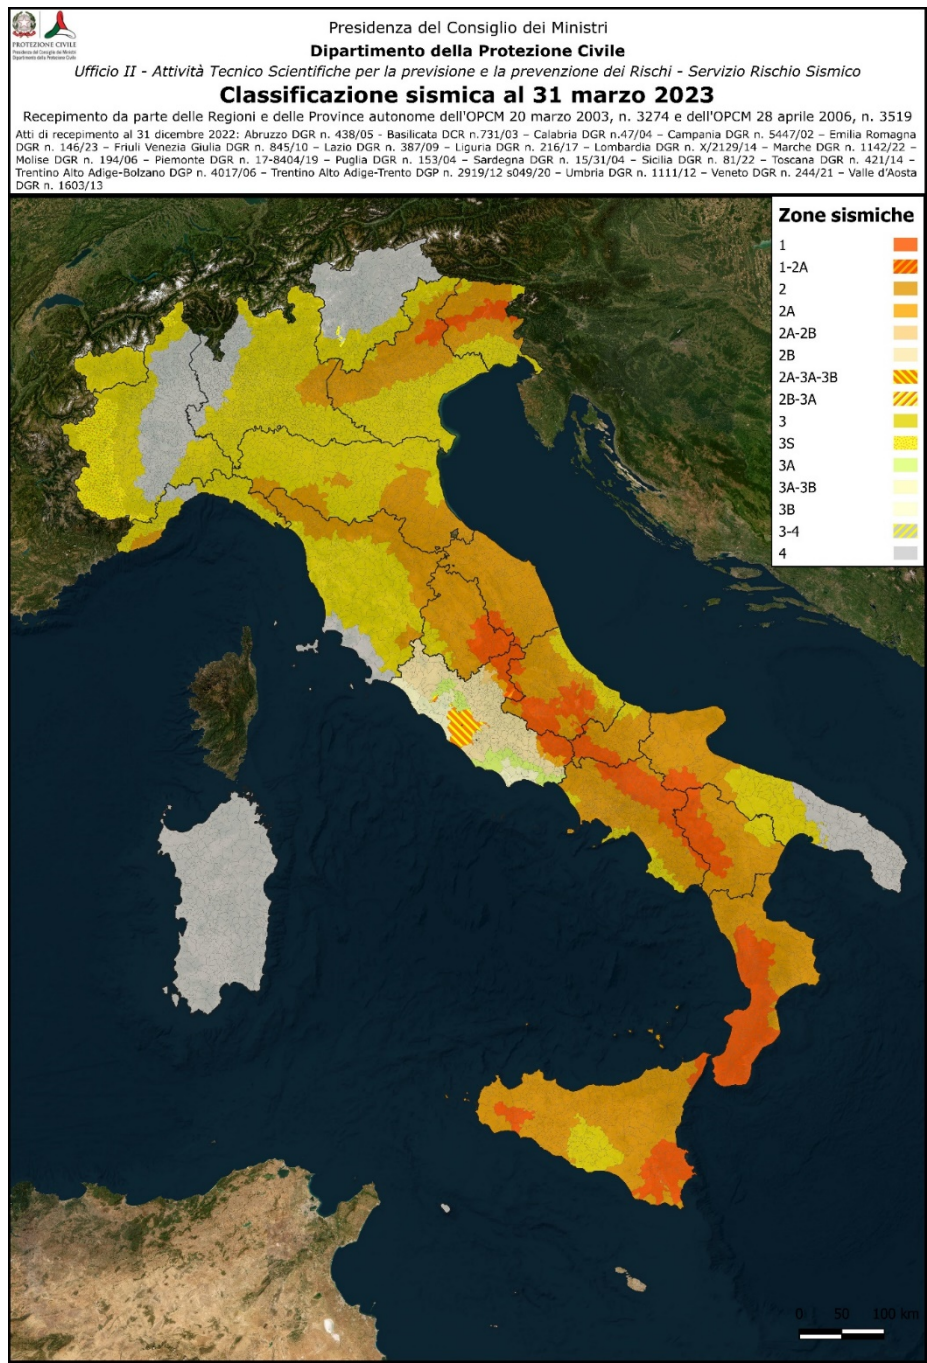 Presidenza del Consiglio dei Ministri
Dipartimento della Protezione Civile
PROTEZIONE CIVILE
Presidenza del Consiglio dei Ministri
Dipartimento della Protezione Civile
Ufficio II - Attività Tecnico Scientifiche per la previsione e la prevenzione dei Rischi - Servizio Rischio Sismico
Classificazione sismica al 31 marzo 2023
Recepimento da parte delle Regioni e delle Province autonome dell'OPCM 20 marzo 2003, n. 3274 e dell'OPCM 28 aprile 2006, n. 3519
Atti di recepimento al 31 dicembre 2022: Abruzzo DGR n. 438/05 - Basilicata DCR n.731/03 – Calabria DGR n.47/04 – Campania DGR n. 5447/02 – Emilia Romagna
DGR n. 146/23 – Friuli Venezia Giulia DGR n. 845/10 – Lazio DGR n. 387/09 – Liguria DGR n. 216/17 – Lombardia DGR n. X/2129/14 – Marche DGR n. 1142/22 –
Molise DGR n. 194/06 – Piemonte DGR n. 17-8404/19 – Puglia DGR n. 153/04 – Sardegna DGR n. 15/31/04 – Sicilia DGR n. 81/22 – Toscana DGR n. 421/14 –
Trentino Alto Adige-Bolzano DGP n. 4017/06 – Trentino Alto Adige-Trento DGP n. 2919/12 s049/20 – Umbria DGR n. 1111/12 – Veneto DGR n. 244/21 – Valle d'Aosta
DGR n. 1603/13
Zone sismiche
1
1-2A
2
2A
2A-2B
2B
2A-3A-3B
2B-3A
3
3S
3A
3A-3B
3B
3-4
4
0 50 100 km